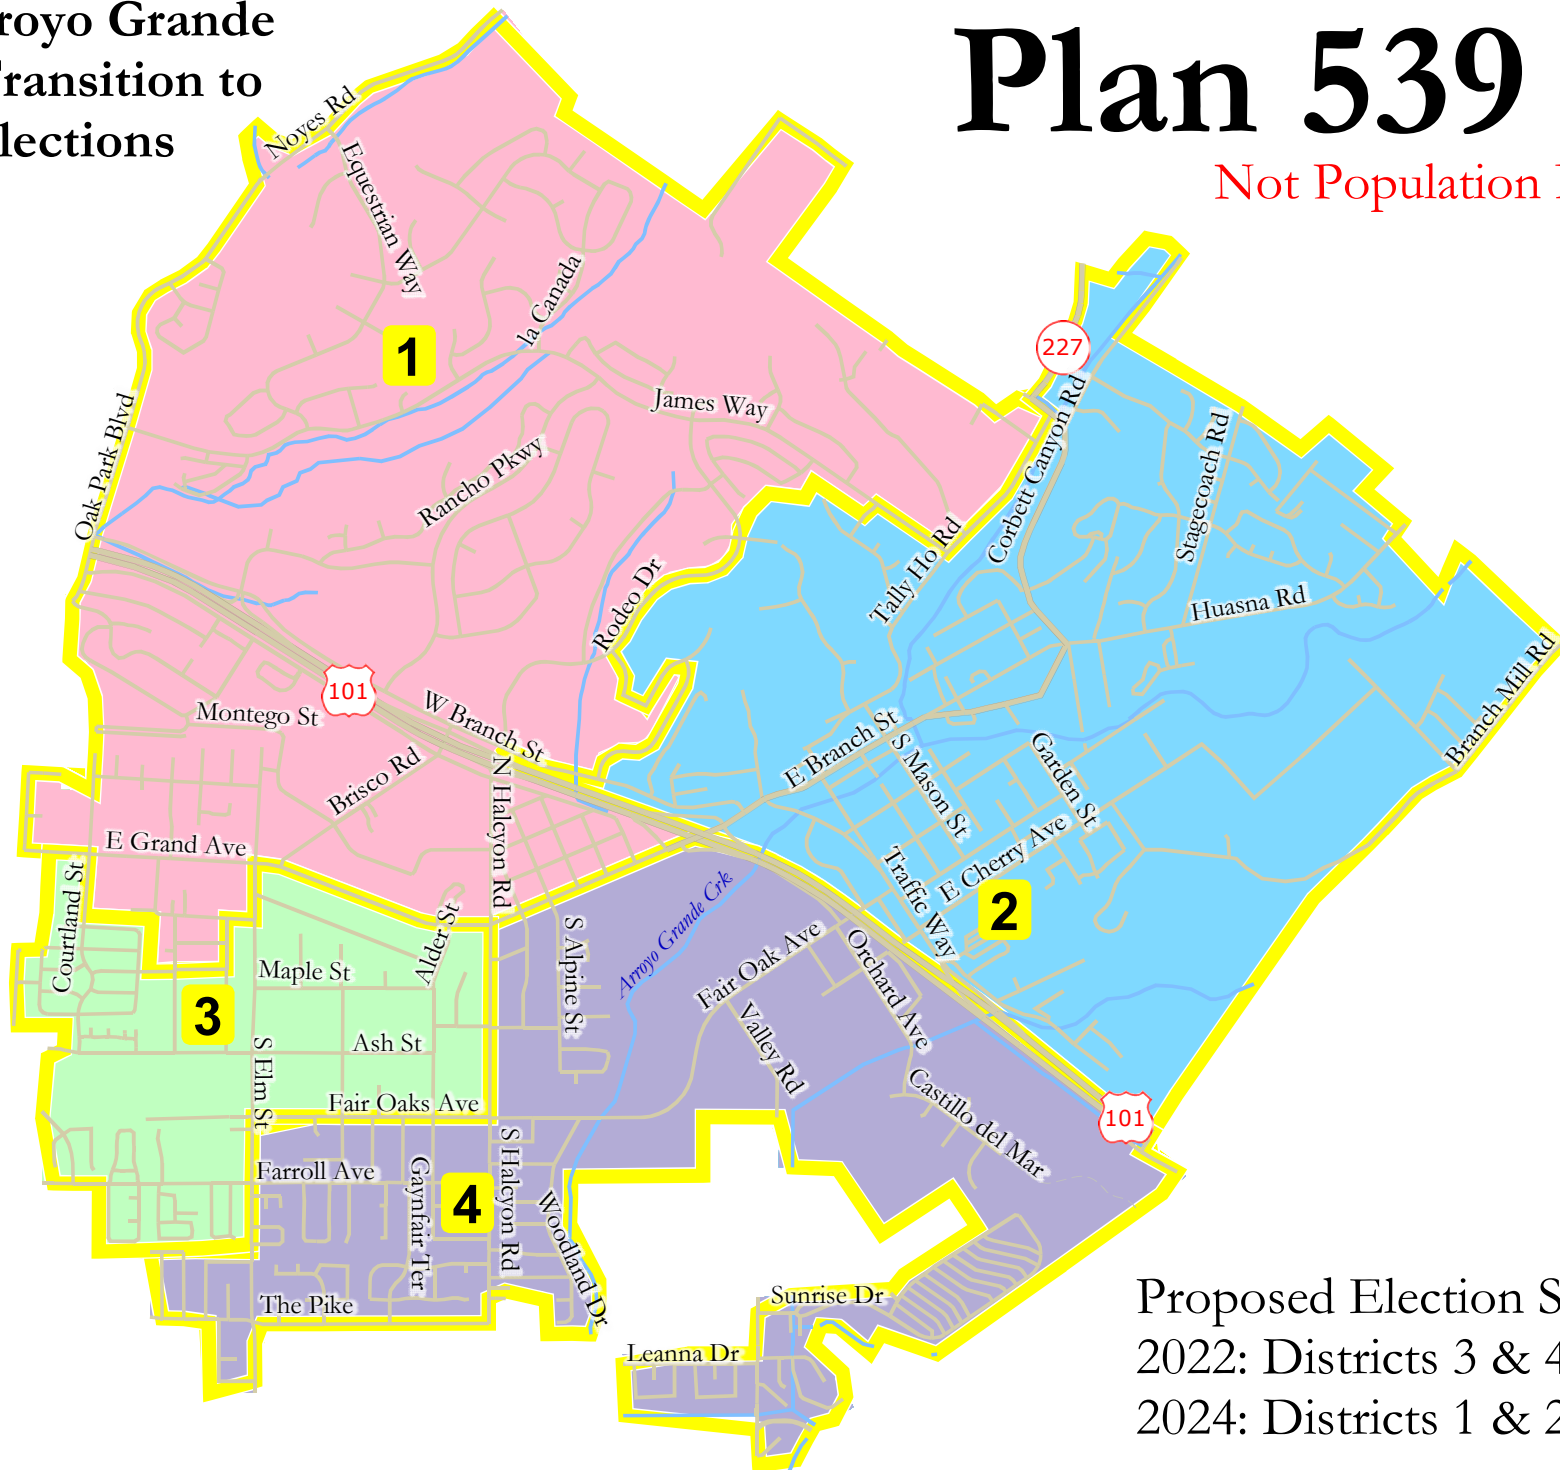 royo Grande
ransition to
lections
Plan 539
Not Population
Noyes Rd
Equestrian Way
la Canada
1
227
James Way
Corbett Canyon Rd
Oak Park Blvd
Rancho Pkwy
Stagecoach Rd
Tally Ho Rd
Rodeo Dr
Huasna Rd
101
Montego St
W Branch St
Branch Mill Rd
E Branch St
S Mason St
Garden St
Brisco Rd
N Halcyon Rd
E Grand Ave
E Cherry Ave
Traffic Way
2
Courtland St
Alder St
S Alpine St
Arroyo Grande Crk
Fair Oak Ave
Orchard Ave
Maple St
3
Valley Rd
Ash St
S Elm St
Castillo del Mar
Fair Oaks Ave
101
Farroll Ave
Gaynfair Ter
4
S Halcyon Rd
Woodland Dr
The Pike
Sunrise Dr
Leanna Dr
Proposed Election S
2022: Districts 3 & 4
2024: Districts 1 & 2